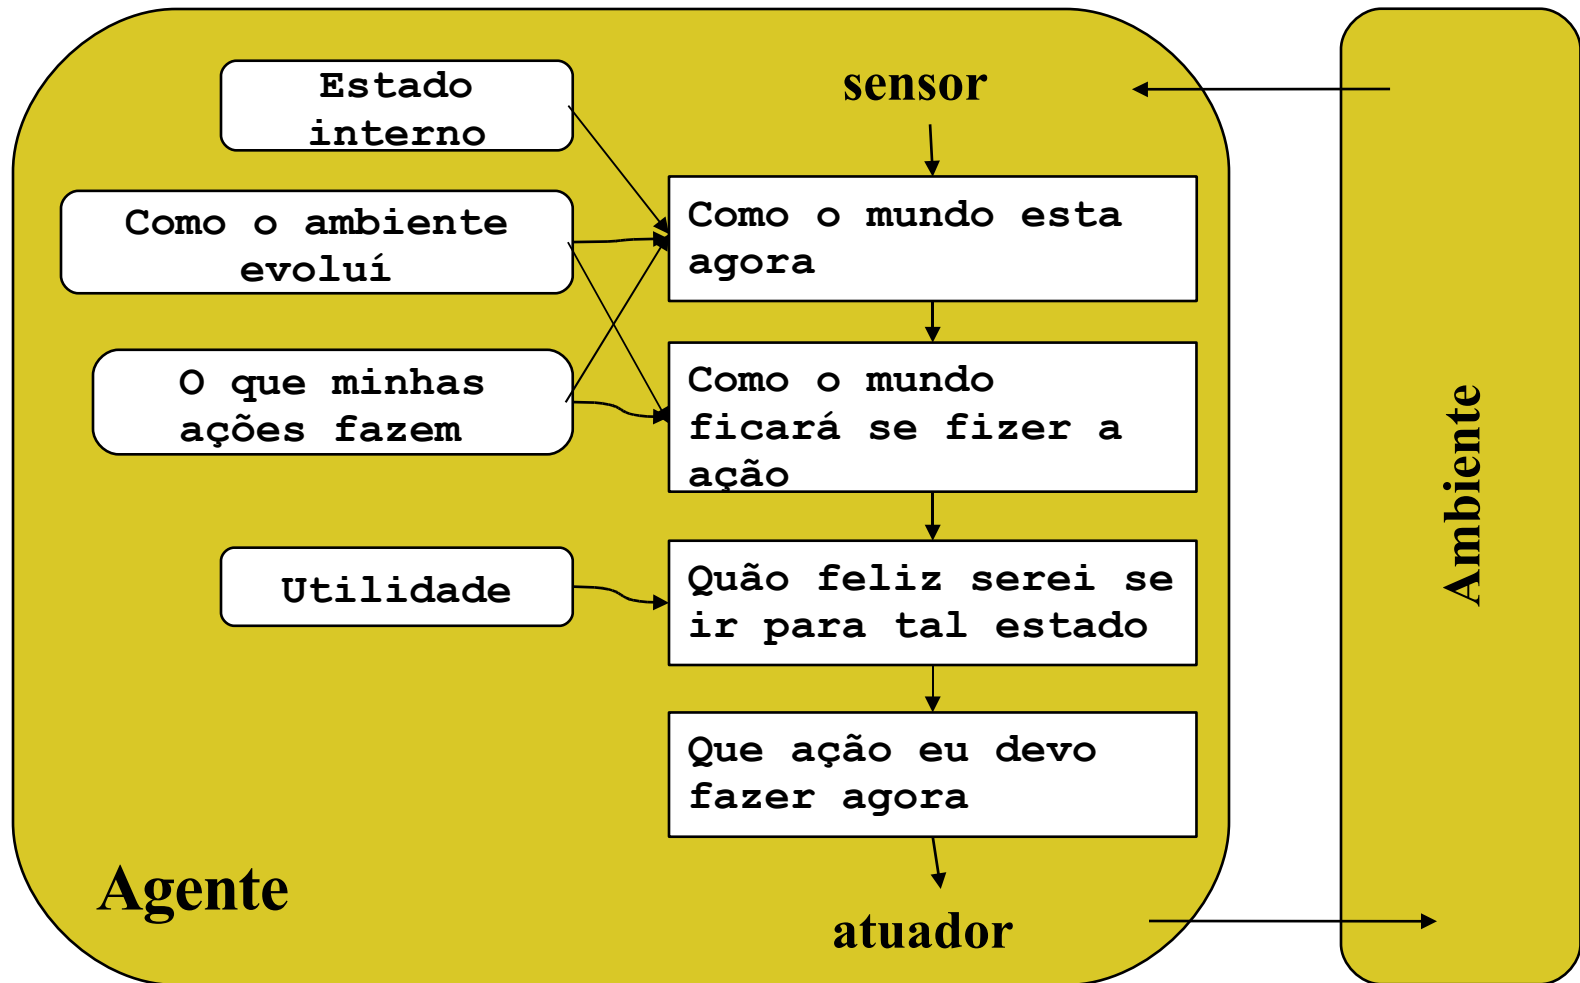 Estado
interno
sensor
Como o ambiente
evoluí
Como o mundo esta
agora
O que minhas
ações fazem
Como o mundo
ficará se fizer a
ação
Utilidade
Quão feliz serei se
ir para tal estado
Que ação eu devo
fazer agora
Agente
atuador
Ambiente